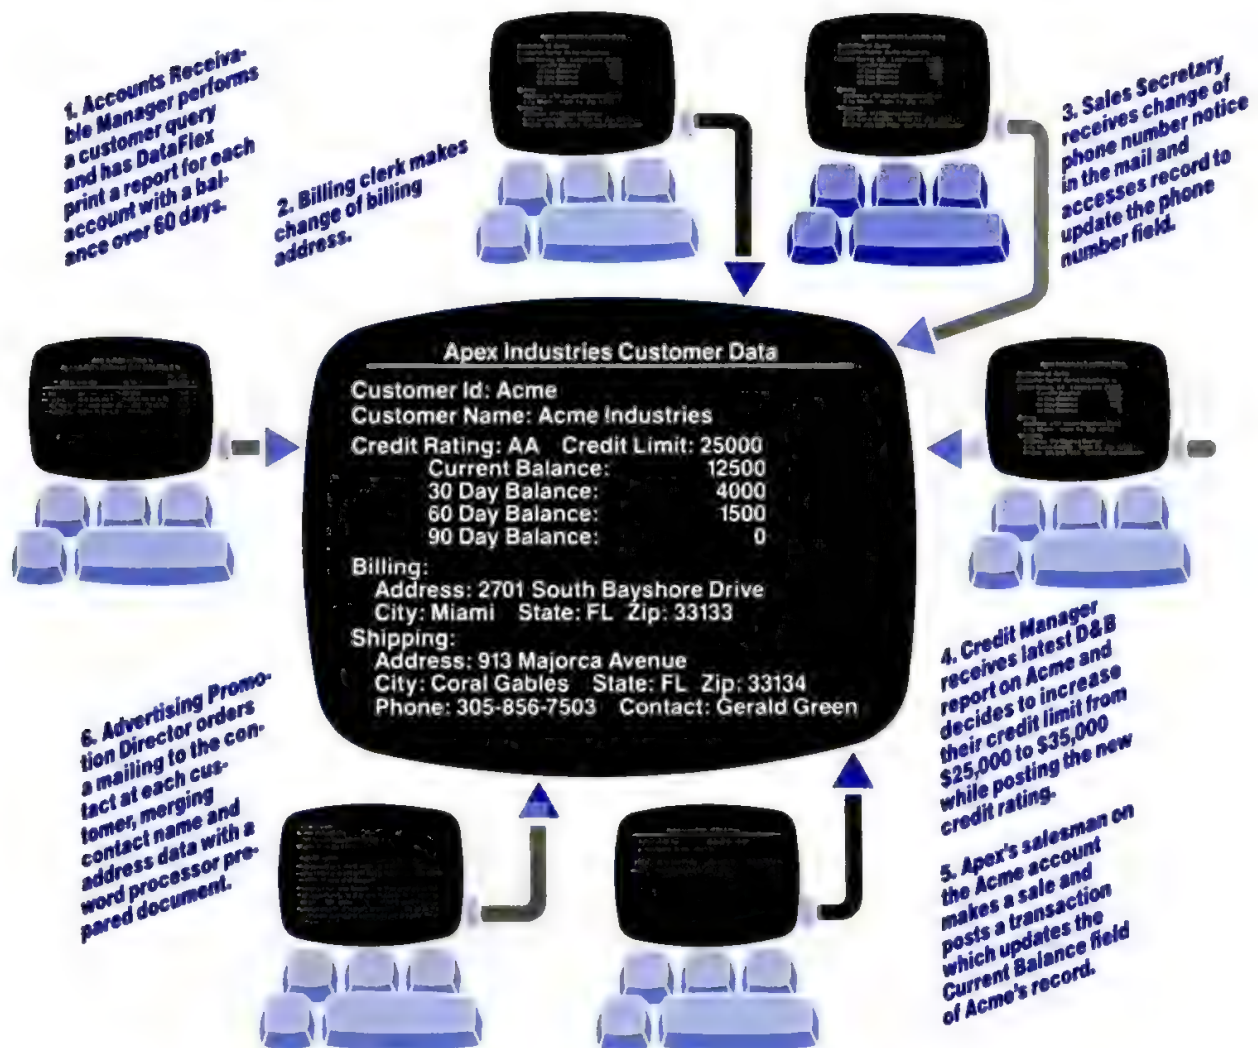 1. Accounts Receiva-
ble Manager performs
a customer query
and has DataFlex
print a report for each
account with a bal-
ance over 60 days.
2. Billing clerk makes
change of billing
address.
3. Sales Secretary
receives change of
phone number notice
in the mail and
accesses record to
update the phone
number field.
Apex Industries Customer Data
Customer Id: Acme
Customer Name: Acme Industries
Credit Rating: AA Credit Limit: 25000
Current Balance: 12500
30 Day Balance: 4000
60 Day Balance: 1500
90 Day Balance: 0
Billing:
Address: 2701 South Bayshore Drive
City: Miami State: FL Zip: 33133
Shipping:
Address: 913 Majorca Avenue
City: Coral Gables State: FL Zip: 33134
Phone: 305-856-7503 Contact: Gerald Green
4. Credit Manager
receives latest D&B
report on Acme and
decides to increase
their credit limit from
$25,000 to $35,000
while posting the new
credit rating.
5. Apex's salesman on
the Acme account
makes a sale and
posts a transaction
which updates the
Current Balance field
of Acme's record.
6. Advertising Promo-
tion Director orders
a mailing to the con-
tact at each cus-
tomer, merging
contact name and
address data with a
word processor pre-
pared document.